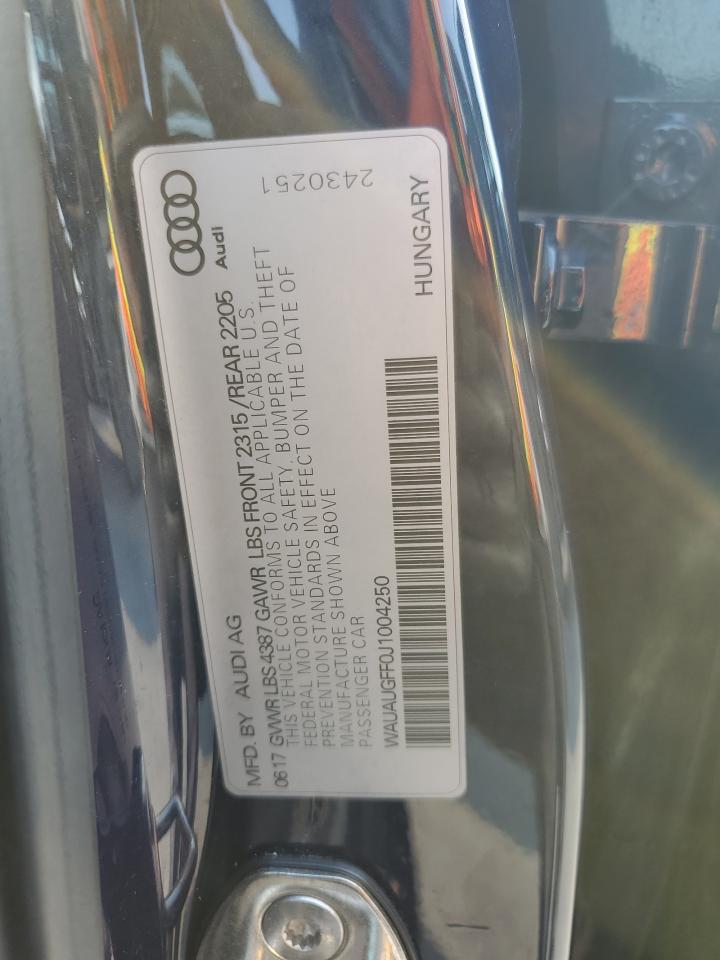 Audi
2430251
MFD. BY AUDI AG
0617 GVWR LBS 4387 GAWR LBS FRONT 2315 /REAR 2205
THIS VEHICLE CONFORMS TO ALL APPLICABLE U.S.
FEDERAL MOTOR VEHICLE SAFETY, BUMPER AND THEFT
PREVENTION STANDARDS IN EFFECT ON THE DATE OF
MANUFACTURE SHOWN ABOVE
PASSENGER CAR
WAUAUGFF0J1004250
HUNGARY